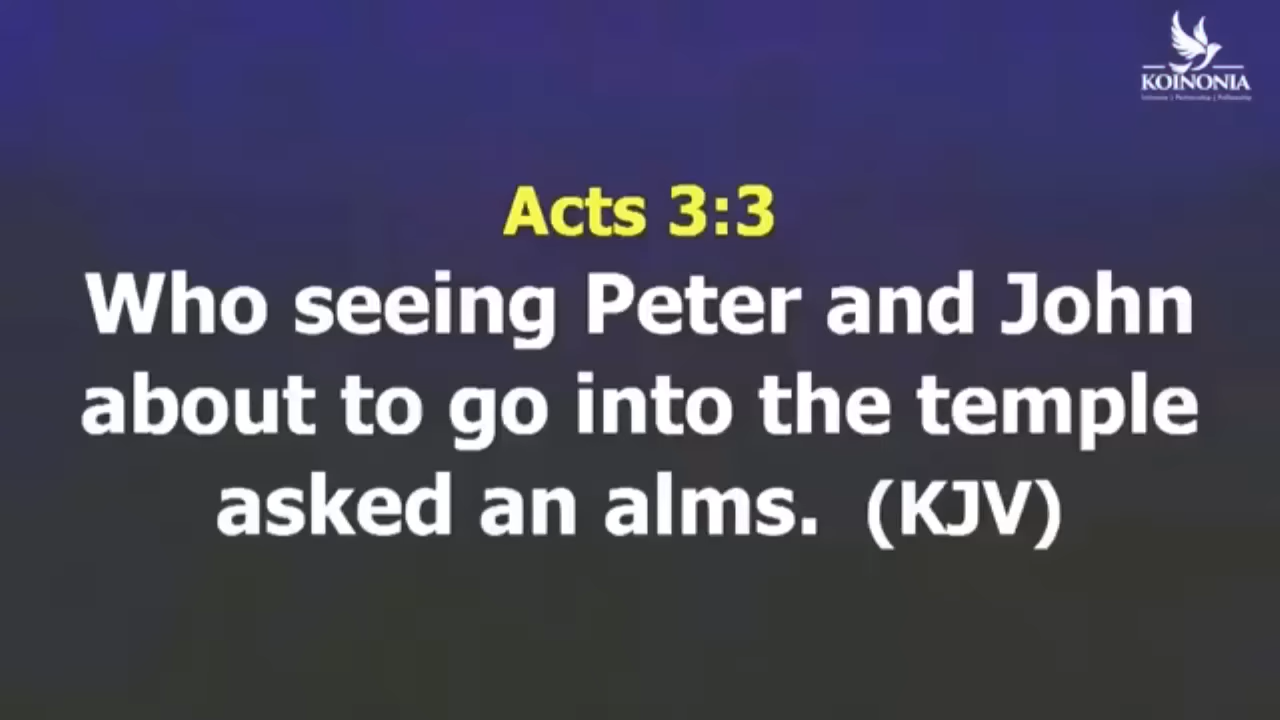 KOINONIA
Acts 3:3
Who seeing Peter and John
about to go into the temple
asked an alms.  (KJV)